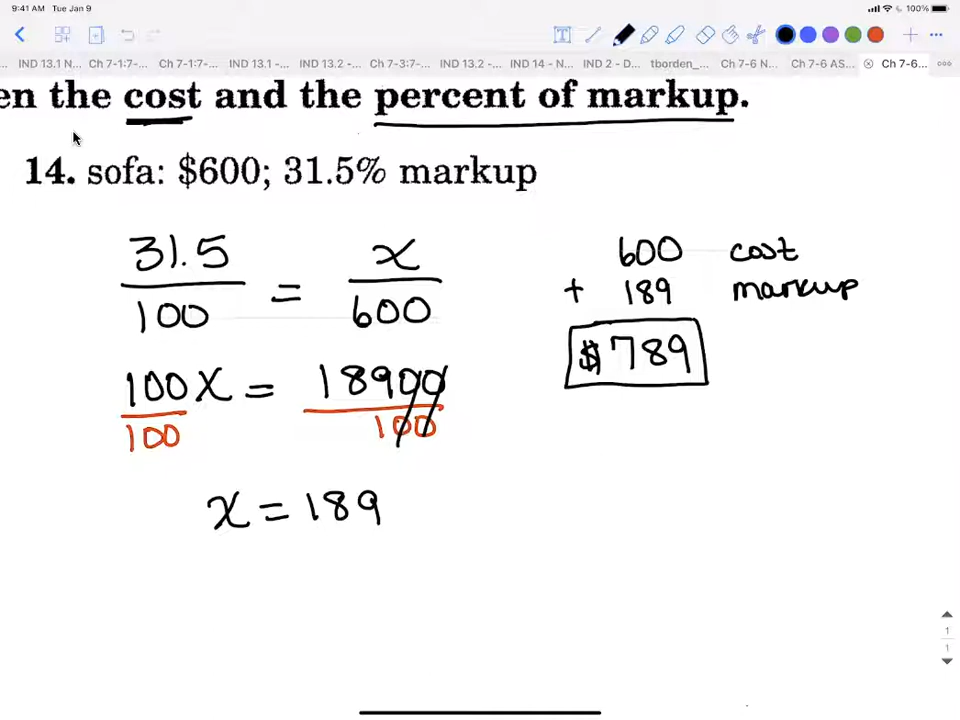 9:41 AM Tue Jan 9
100%
IND 13.1 N... Ch 7-1:7-... Ch 7-1:7-... IND 13.1 -... IND 13.2 -... Ch 7-3:7-... IND 13.2 -... IND 14 - N... IND 2 - D... tborden_... Ch 7-6 N... Ch 7-6 AS... Ch 7-6...
en the cost and the percent of markup.
14. sofa: $600; 31.5% markup
31.5
100
=
x
600
100x = 18900
100 100
x = 189
600 cost
+ 189 markup
$789
1
1